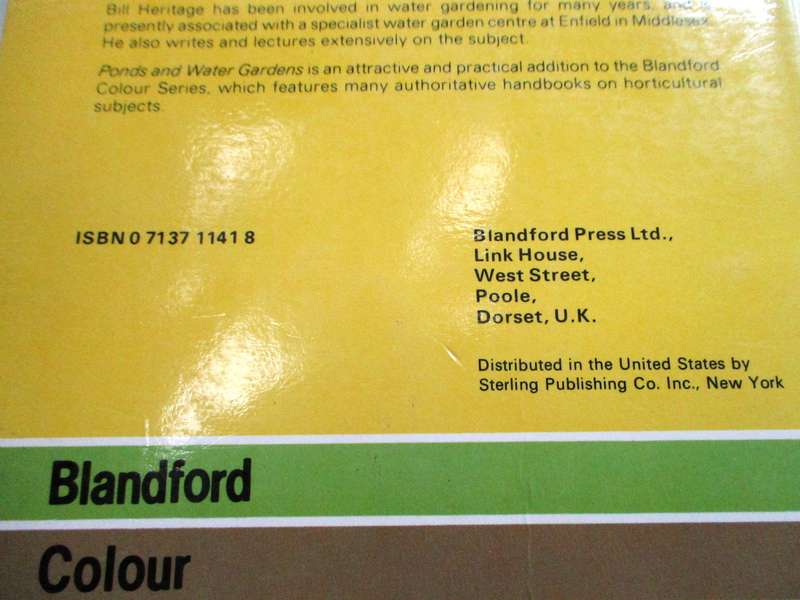 Bill Heritage has been involved in water gardening for many years, and is
presently associated with a specialist water garden centre at Enfield in Middlesex.
He also writes and lectures extensively on the subject.
Ponds and Water Gardens is an attractive and practical addition to the Blandford
Colour Series, which features many authoritative handbooks on horticultural
subjects.
ISBN 0 7137 1141 8
Blandford Press Ltd.,
Link House,
West Street,
Poole,
Dorset, U.K.
Distributed in the United States by
Sterling Publishing Co. Inc., New York
Blandford
Colour